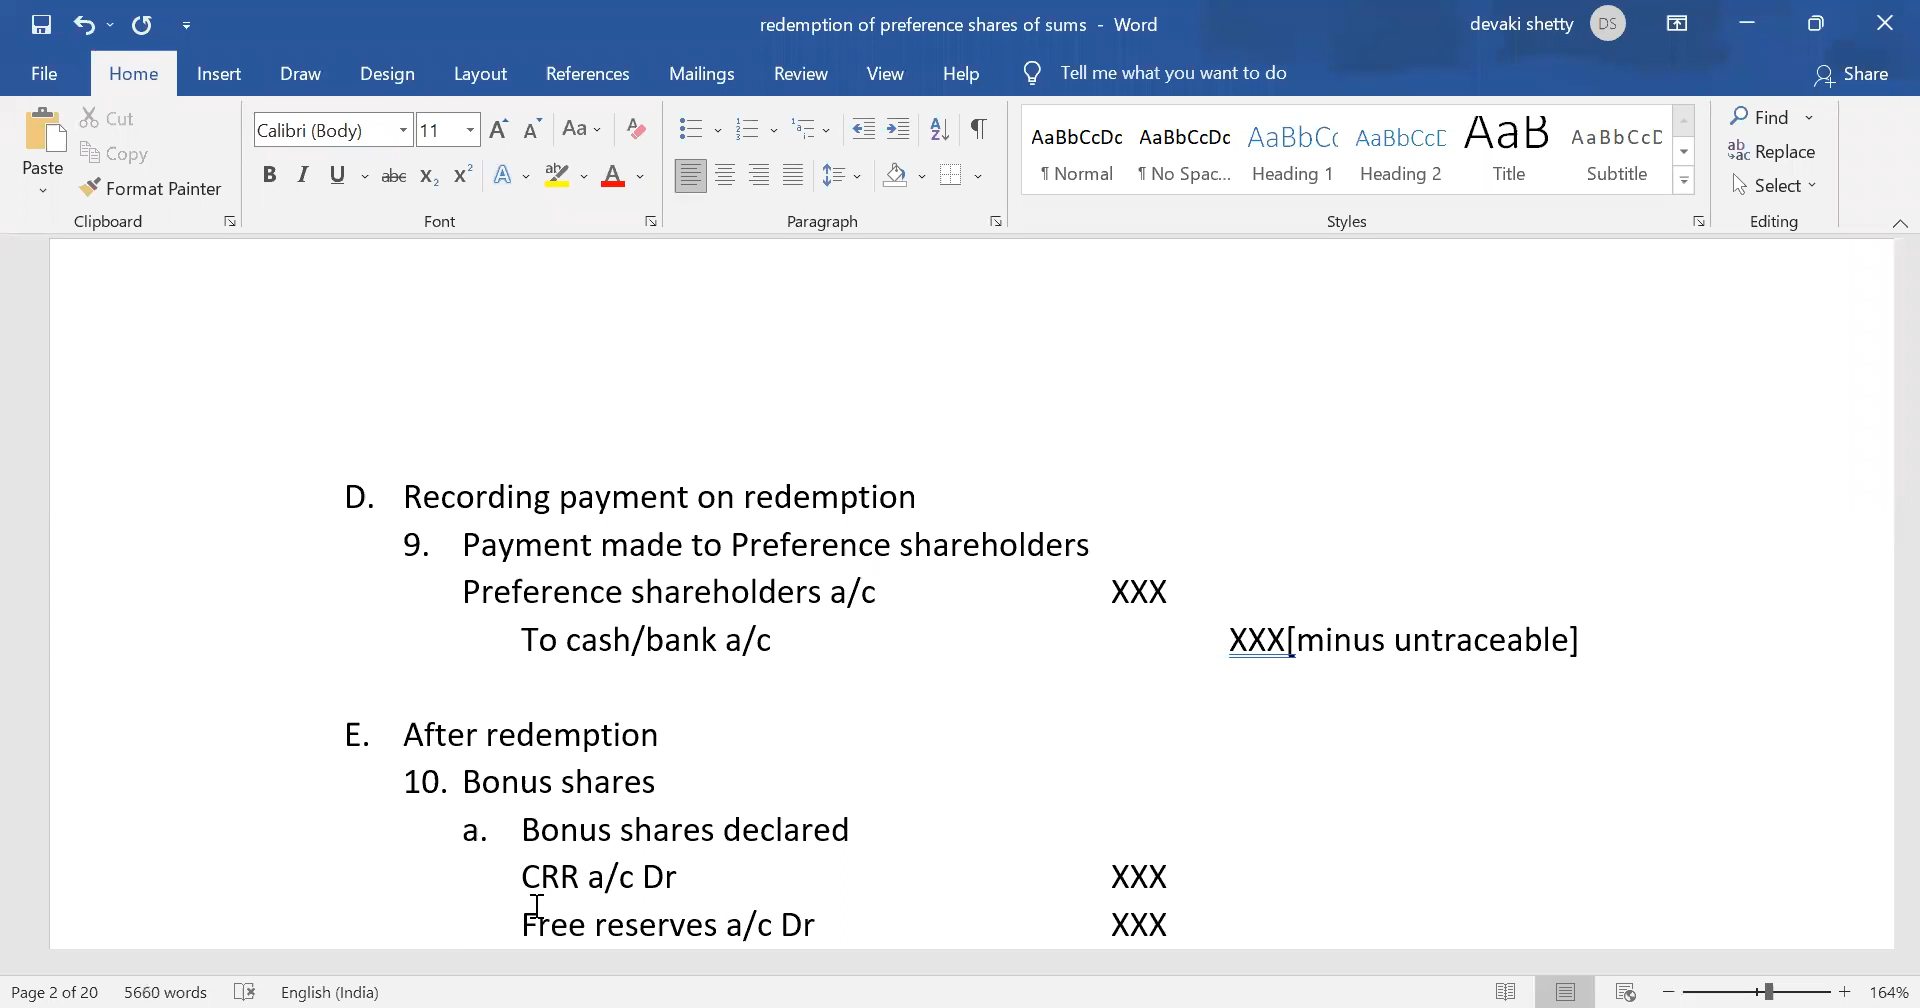 redemption of preference shares of sums - Word
devaki shetty DS
File Home Insert Draw Design Layout References Mailings Review View Help Tell me what you want to do Share
Paste
Cut
Copy
Format Painter
Clipboard
Calibri (Body) 11
Font
Paragraph
AaBbCcDc AaBbCcDc AaBbCc AaBbCcD AaB AaBbCcD
¶ Normal ¶ No Spac... Heading 1 Heading 2 Title Subtitle
Styles
Find
Replace
Select
Editing
D. Recording payment on redemption
9. Payment made to Preference shareholders
Preference shareholders a/c XXX
To cash/bank a/c XXX[minus untraceable]
E. After redemption
10. Bonus shares
a. Bonus shares declared
CRR a/c Dr XXX
Free reserves a/c Dr XXX
Page 2 of 20 5660 words English (India) 164%